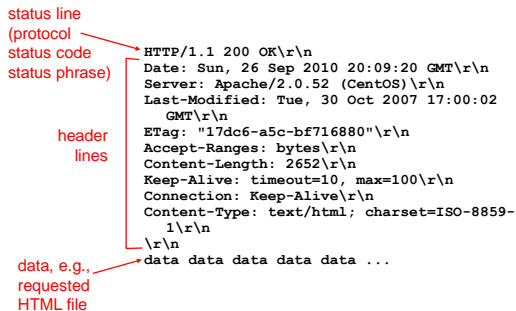 status line
(protocol
status code
status phrase)
HTTP/1.1 200 OK\r\n
Date: Sun, 26 Sep 2010 20:09:20 GMT\r\n
Server: Apache/2.0.52 (CentOS)\r\n
Last-Modified: Tue, 30 Oct 2007 17:00:02
GMT\r\n
ETag: "17dc6-a5c-bf716880"\r\n
Accept-Ranges: bytes\r\n
Content-Length: 2652\r\n
Keep-Alive: timeout=10, max=100\r\n
Connection: Keep-Alive\r\n
Content-Type: text/html; charset=ISO-8859-
1\r\n
\r\n
header
lines
data data data data data ...
data, e.g.,
requested
HTML file